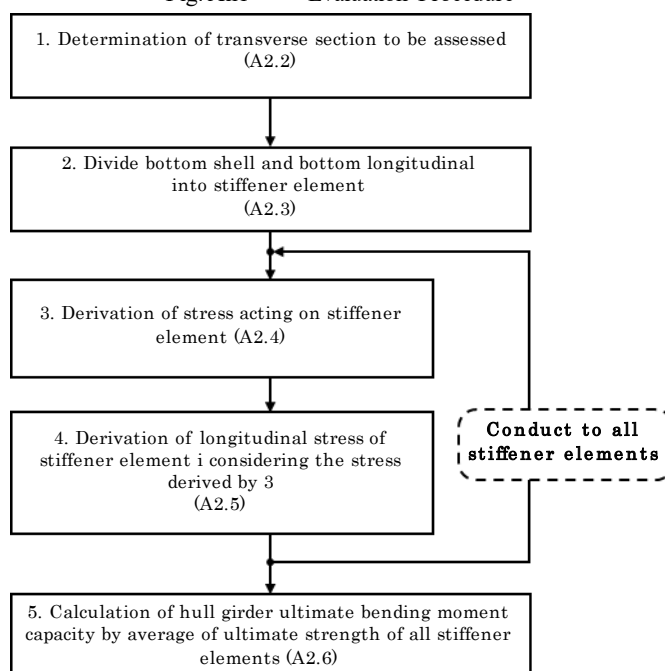 Evaluation Procedure
1. Determination of transverse section to be assessed
(A2.2)
2. Divide bottom shell and bottom longitudinal
into stiffener element
(A2.3)
3. Derivation of stress acting on stiffener
element (A2.4)
4. Derivation of longitudinal stress of
stiffener element i considering the stress
derived by 3
(A2.5)
Conduct to all
stiffener elements
5. Calculation of hull girder ultimate bending moment
capacity by average of ultimate strength of all stiffener
elements (A2.6)